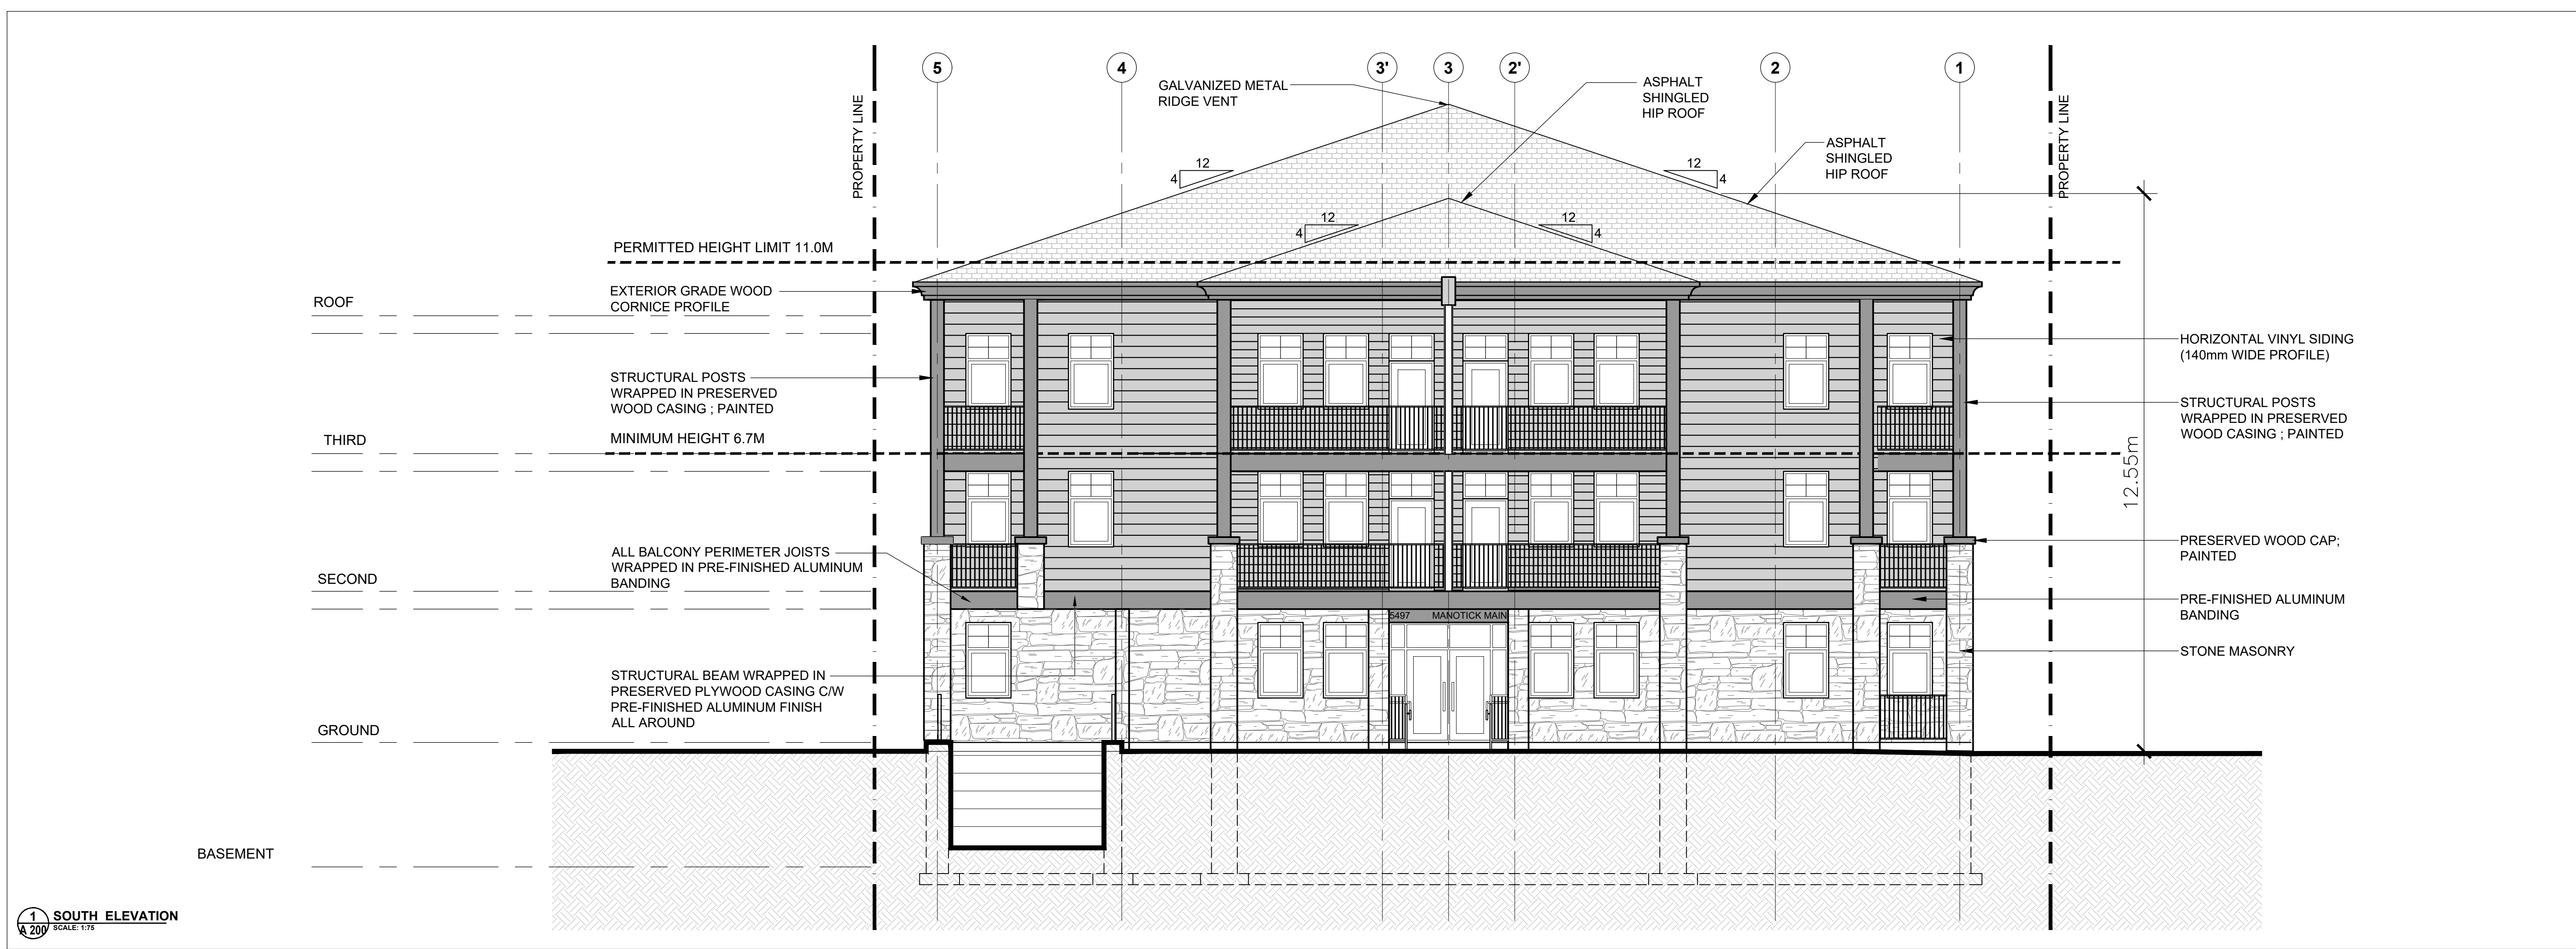 5
4
3'
3
2'
2
1
PROPERTY LINE
PROPERTY LINE
GALVANIZED METAL
RIDGE VENT
ASPHALT
SHINGLED
HIP ROOF
ASPHALT
SHINGLED
HIP ROOF
12
4
12
4
12
4
12
4
PERMITTED HEIGHT LIMIT 11.0M
EXTERIOR GRADE WOOD
CORNICE PROFILE
ROOF
STRUCTURAL POSTS
WRAPPED IN PRESERVED
WOOD CASING ; PAINTED
THIRD
MINIMUM HEIGHT 6.7M
ALL BALCONY PERIMETER JOISTS
WRAPPED IN PRE-FINISHED ALUMINUM
BANDING
SECOND
STRUCTURAL BEAM WRAPPED IN
PRESERVED PLYWOOD CASING C/W
PRE-FINISHED ALUMINUM FINISH
ALL AROUND
GROUND
BASEMENT
5497 MANOTICK MAIN
HORIZONTAL VINYL SIDING
(140mm WIDE PROFILE)
STRUCTURAL POSTS
WRAPPED IN PRESERVED
WOOD CASING ; PAINTED
12.55m
PRESERVED WOOD CAP;
PAINTED
PRE-FINISHED ALUMINUM
BANDING
STONE MASONRY
1
A 200
SOUTH ELEVATION
SCALE: 1:75